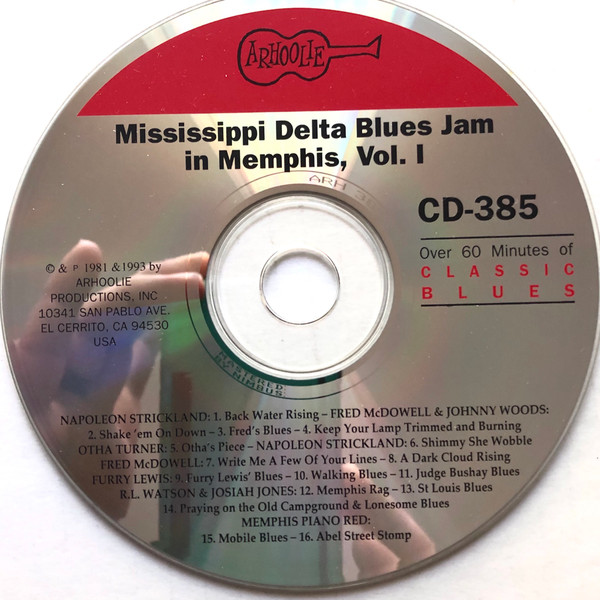 ARHOOLIE
Mississippi Delta Blues Jam
in Memphis, Vol. I
ARH 3
CD-385
Over 60 Minutes of
CLASSIC
BLUES
© & ℗ 1981 & 1993 by
ARHOOLIE
PRODUCTIONS, INC
10341 SAN PABLO AVE.
EL CERRITO, CA 94530
USA
MASTERED
BY NIMBUS
NAPOLEON STRICKLAND: 1. Back Water Rising – FRED McDOWELL & JOHNNY WOODS:
2. Shake 'em On Down – 3. Fred's Blues – 4. Keep Your Lamp Trimmed and Burning
OTHA TURNER: 5. Otha's Piece – NAPOLEON STRICKLAND: 6. Shimmy She Wobble
FRED McDOWELL: 7. Write Me A Few Of Your Lines – 8. A Dark Cloud Rising
FURRY LEWIS: 9. Furry Lewis' Blues – 10. Walking Blues – 11. Judge Bushay Blues
R.L. WATSON & JOSIAH JONES: 12. Memphis Rag – 13. St Louis Blues
14. Praying on the Old Campground & Lonesome Blues
MEMPHIS PIANO RED:
15. Mobile Blues – 16. Abel Street Stomp